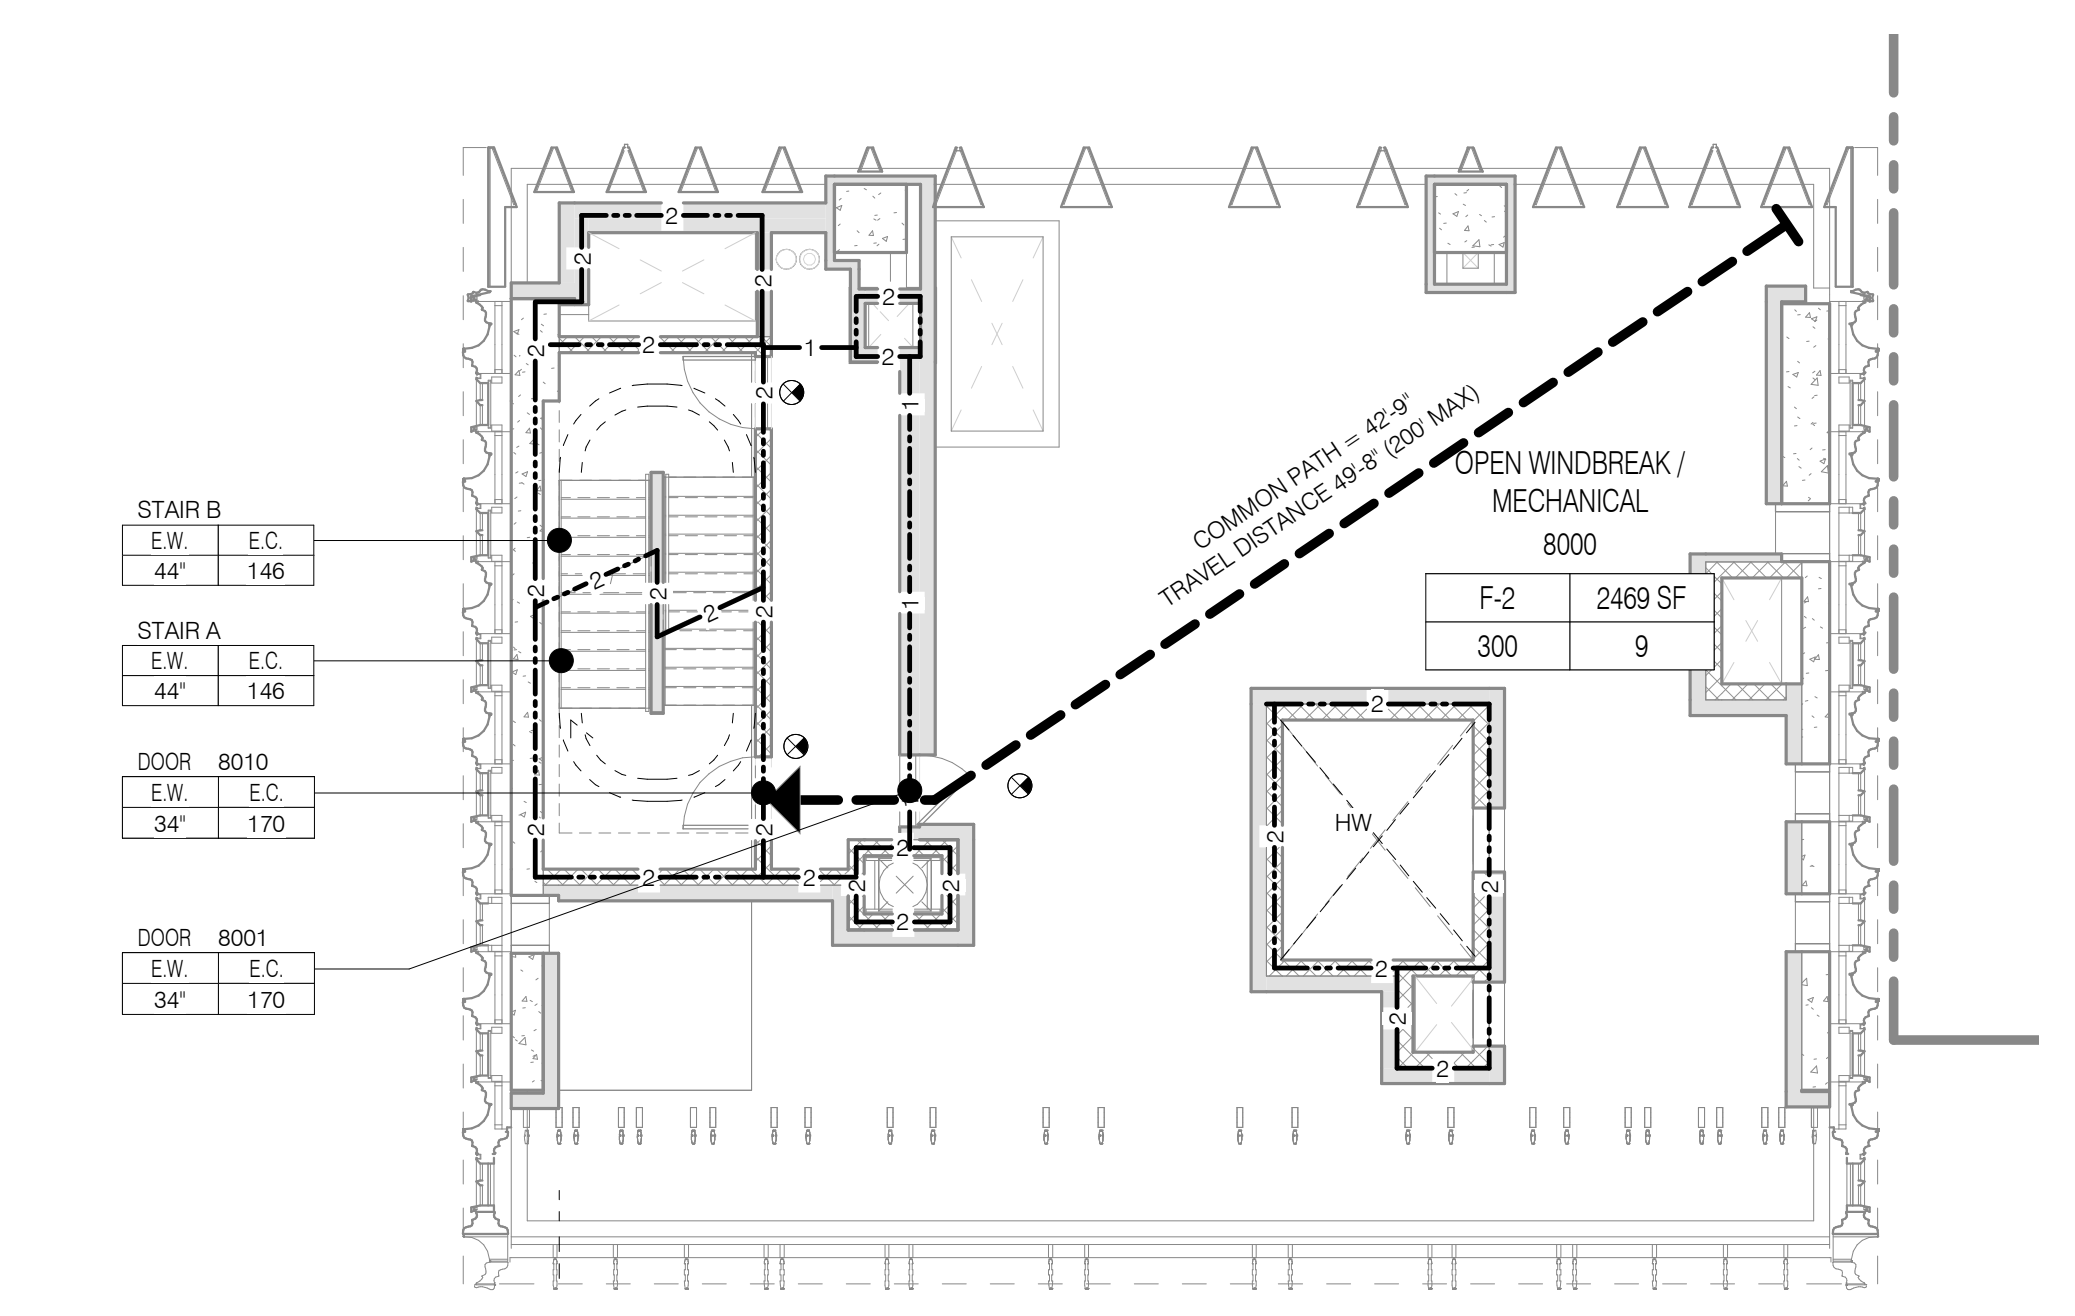 2
2
2
2
2
2
2
1
2
2
1
COMMON PATH = 42'-9"
TRAVEL DISTANCE 49'-8" (200' MAX)
OPEN WINDBREAK /
MECHANICAL
8000
F-2 2469 SF
300 9
STAIR B
E.W. E.C.
44" 146
2
2
2
2
2
1
STAIR A
E.W. E.C.
44" 146
2
DOOR 8010
E.W. E.C.
34" 170
2
2
2
HW
2
2
2
2
2
2
2
2
DOOR 8001
E.W. E.C.
34" 170
2
2
2